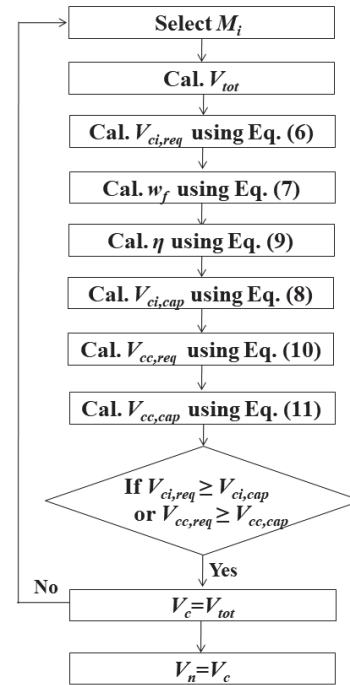 Select M_i
Cal. V_tot
Cal. V_ci,req using Eq. (6)
Cal. w_f using Eq. (7)
Cal. η using Eq. (9)
Cal. V_ci,cap using Eq. (8)
Cal. V_cc,req using Eq. (10)
Cal. V_cc,cap using Eq. (11)
If V_ci,req ≥ V_ci,cap
or V_cc,req ≥ V_cc,cap
Yes
No
V_c=V_tot
V_n=V_c